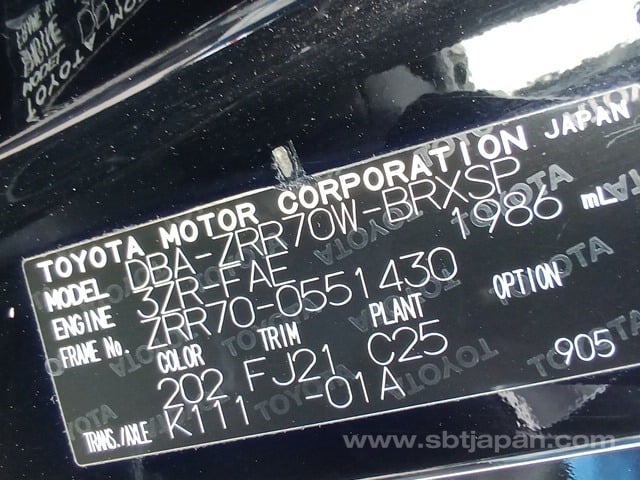 TOYOTA MOTOR CORPORATION JAPAN
MODEL DBA-ZRR70W-BRXSP
ENGINE 3ZR-FAE 1986 mL
FRAME No. ZRR70-0551430
COLOR TRIM PLANT OPTION
202 FJ21 C25
TRANS./AXLE K111 -01A 905
www.sbtjapan.com